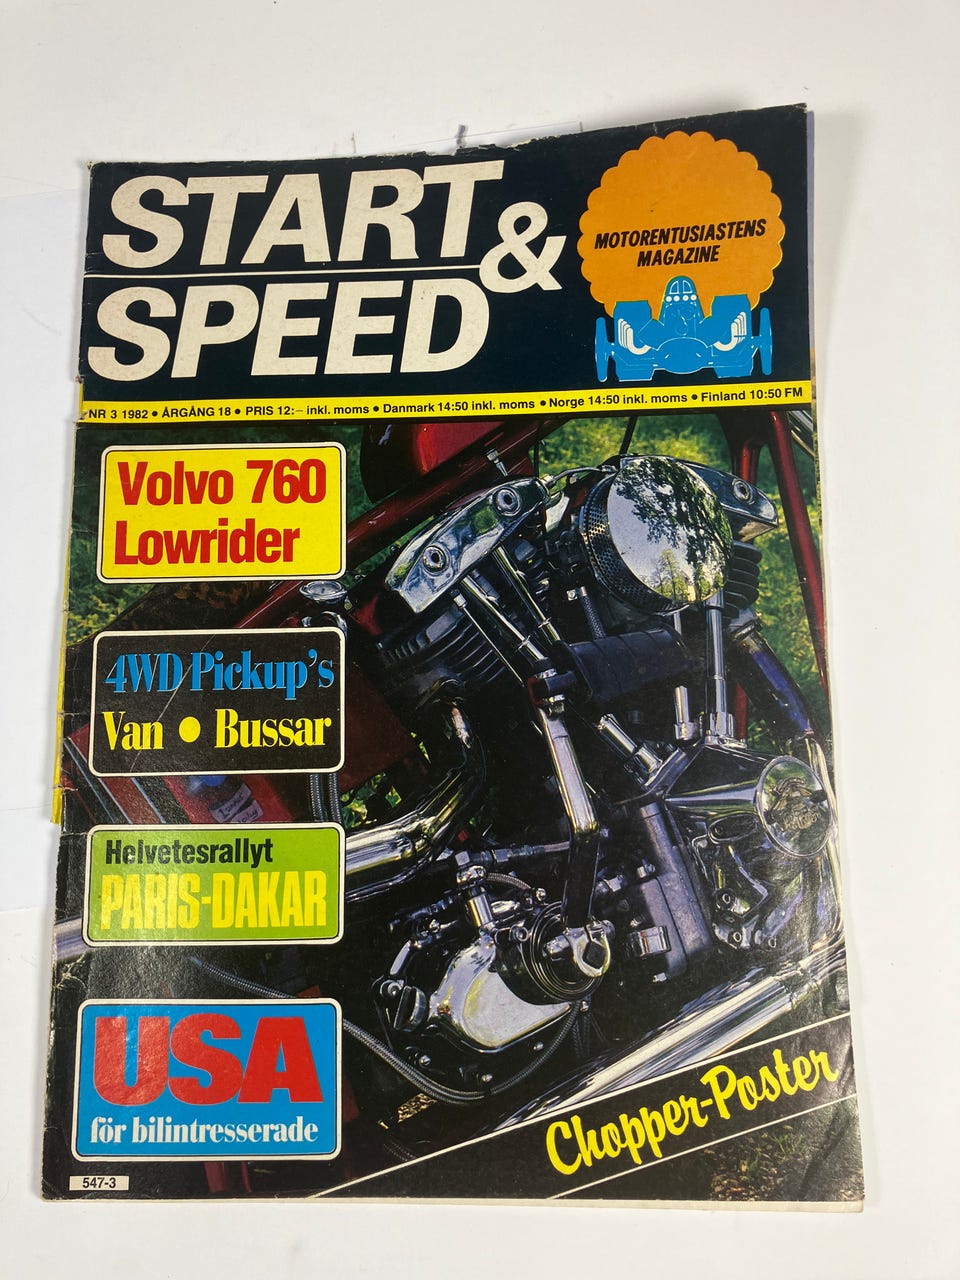 START
&
SPEED
MOTORENTUSIASTENS
MAGAZINE
NR 3 1982 • ÅRGÅNG 18 • PRIS 12:– inkl. moms • Danmark 14:50 inkl. moms • Norge 14:50 inkl. moms • Finland 10:50 FM
Volvo 760
Lowrider
4WD Pickup's
Van • Bussar
Helvetesrallyt
PARIS-DAKAR
USA
för bilintresserade
Chopper-Poster
547-3